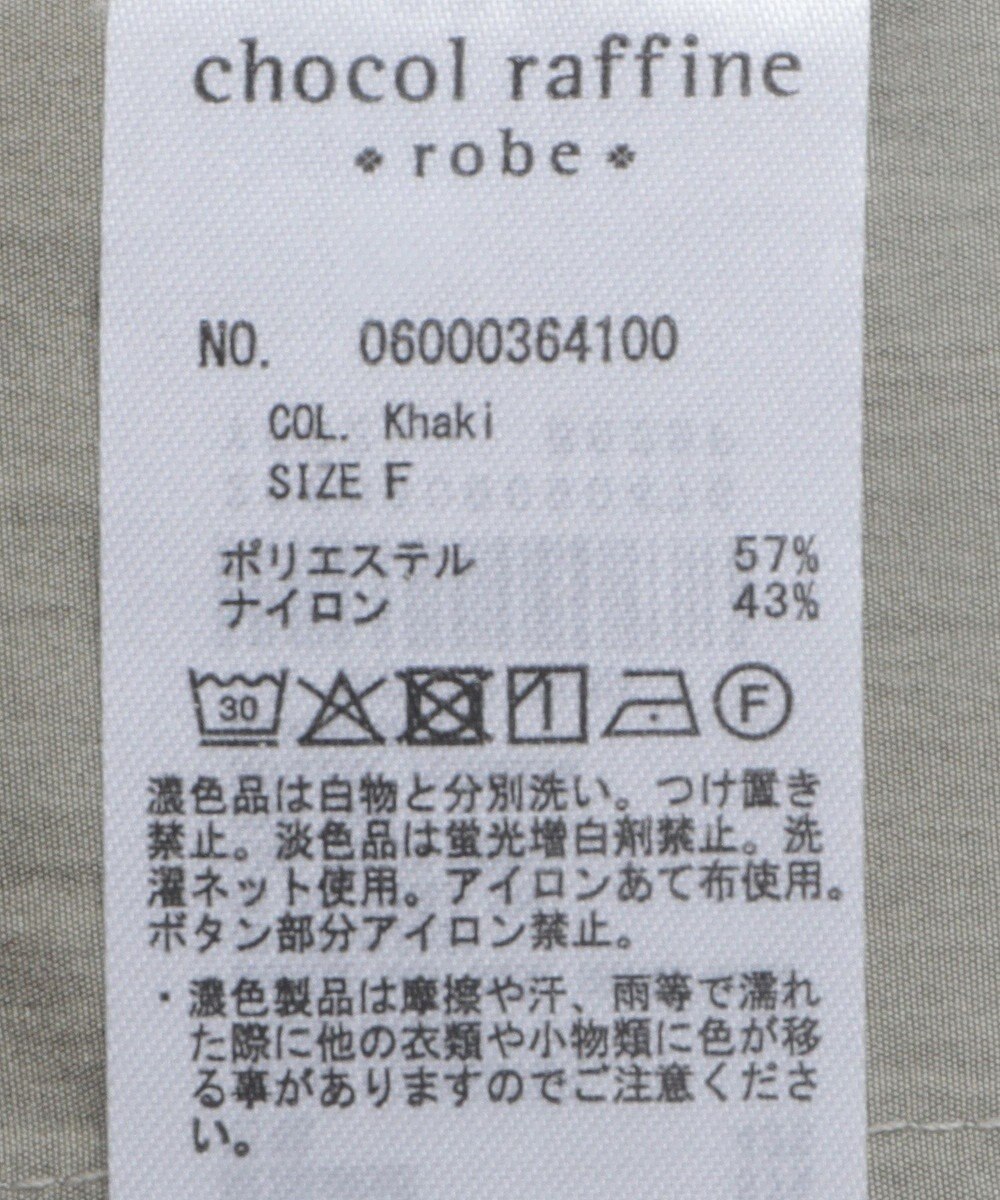 chocol raffine
robe
NO. 06000364100
COL. Khaki
SIZE F
ポリエステル 57%
ナイロン 43%
30 F
濃色品は白物と分別洗い。つけ置き
禁止。淡色品は蛍光増白剤禁止。洗
濯ネット使用。アイロンあて布使用。
ボタン部分アイロン禁止。
・濃色製品は摩擦や汗、雨等で濡れ
た際に他の衣類や小物類に色が移
る事がありますのでご注意くださ
い。